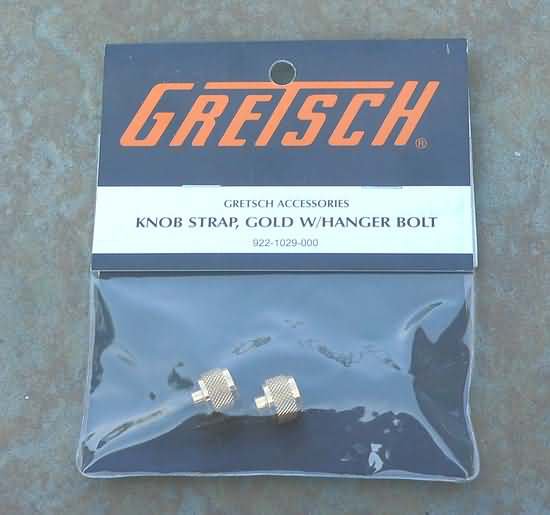 GRETSCH®
GRETSCH ACCESSORIES
KNOB STRAP, GOLD W/HANGER BOLT
922-1029-000